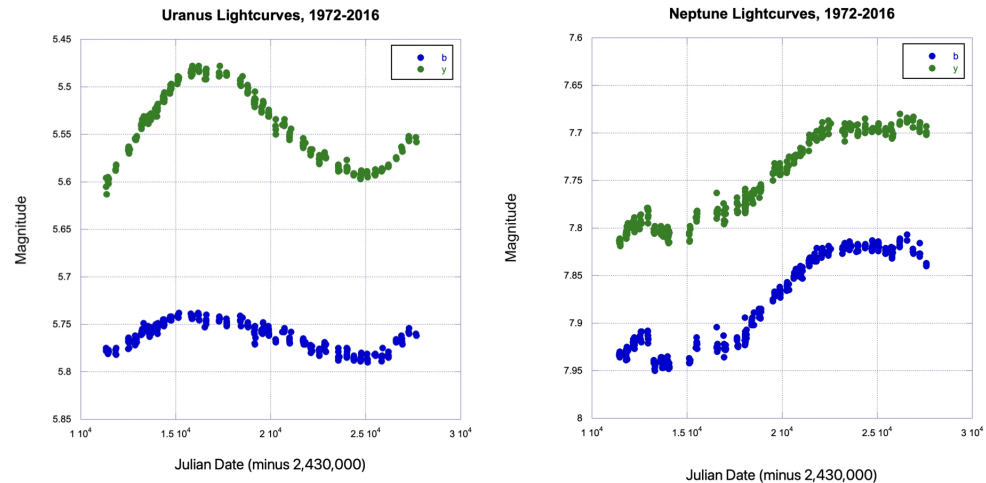 Uranus Lightcurves, 1972-2016
5.45
5.5
5.55
5.6
5.65
5.7
5.75
5.8
5.85
Magnitude
b
y
1 10⁴
1.5 10⁴
2 10⁴
2.5 10⁴
3 10⁴
Julian Date (minus 2,430,000)
Neptune Lightcurves, 1972-2016
7.6
7.65
7.7
7.75
7.8
7.85
7.9
7.95
8
Magnitude
b
y
1 10⁴
1.5 10⁴
2 10⁴
2.5 10⁴
3 10⁴
Julian Date (minus 2,430,000)